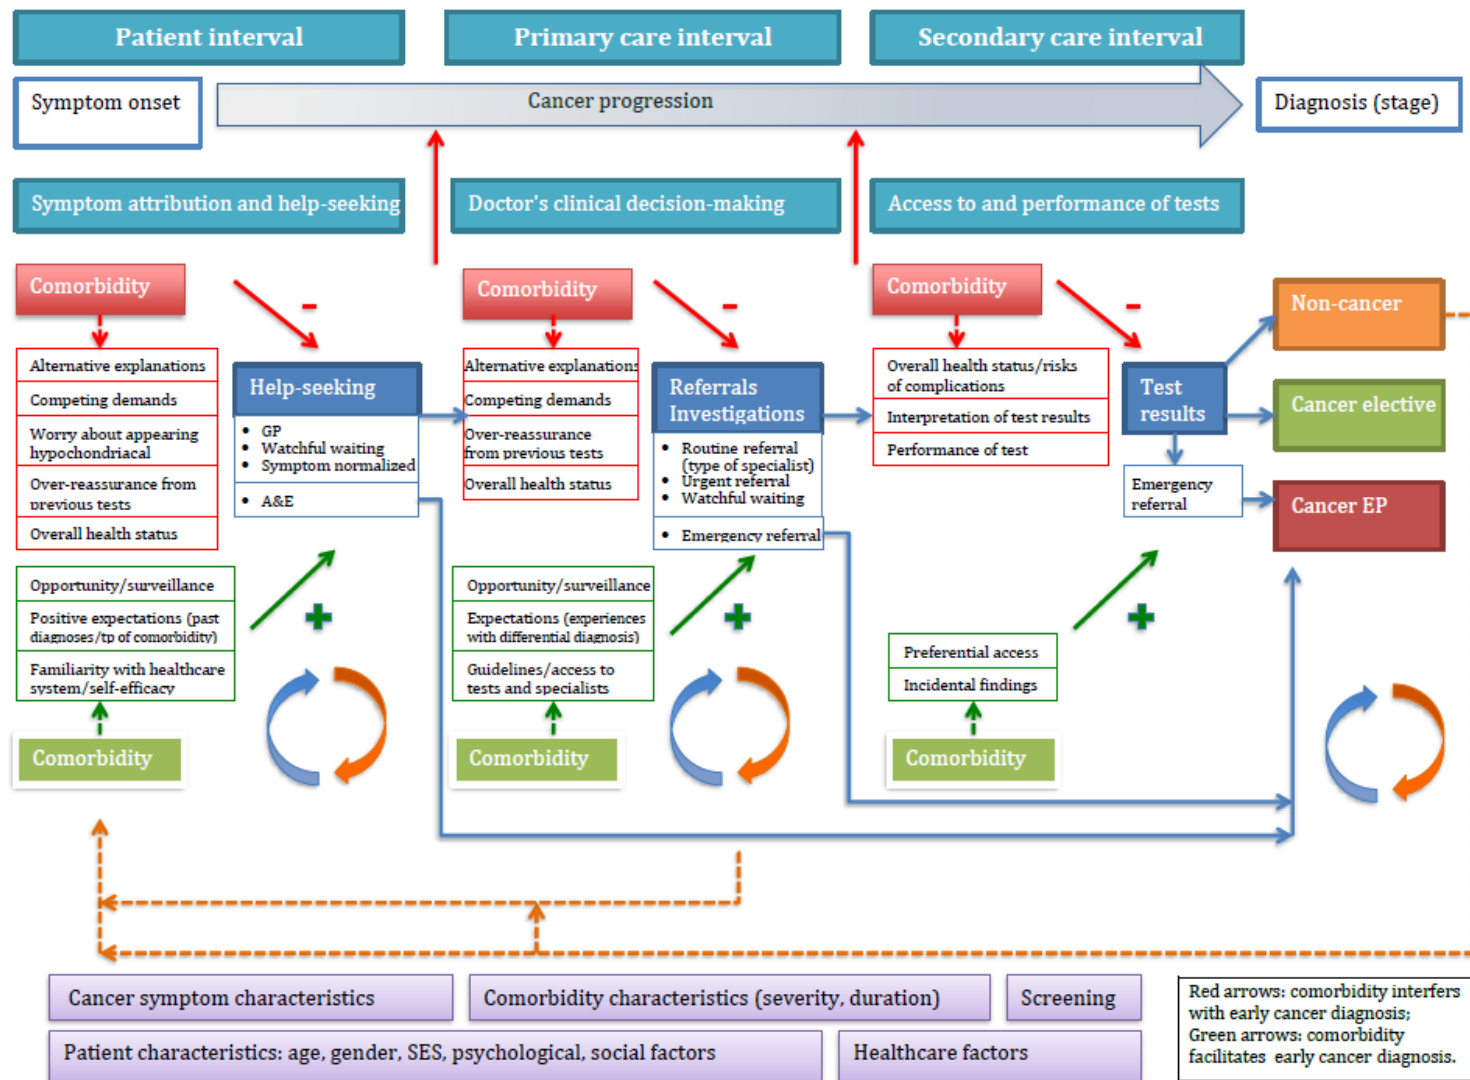 Patient interval
Primary care interval
Secondary care interval
Symptom onset
Cancer progression
Diagnosis (stage)
Symptom attribution and help-seeking
Doctor's clinical decision-making
Access to and performance of tests
Comorbidity
–
Alternative explanations
Competing demands
Worry about appearing
hypochondriacal
Over-reassurance from
previous tests
Overall health status
Help-seeking
• GP
• Watchful waiting
• Symptom normalized
• A&E
Opportunity/surveillance
Positive expectations (past
diagnoses/tp of comorbidity)
Familiarity with healthcare
system/self-efficacy
+
Comorbidity
Comorbidity
–
Alternative explanations
Competing demands
Over-reassurance
from previous tests
Overall health status
Referrals
Investigations
• Routine referral
(type of specialist)
• Urgent referral
• Watchful waiting
• Emergency referral
Opportunity/surveillance
Expectations (experiences
with differential diagnosis)
Guidelines/access to
tests and specialists
+
Comorbidity
Comorbidity
–
Overall health status/risks
of complications
Interpretation of test results
Performance of test
Test
results
Emergency
referral
Preferential access
Incidental findings
+
Comorbidity
Non-cancer
Cancer elective
Cancer EP
Cancer symptom characteristics
Comorbidity characteristics (severity, duration)
Screening
Patient characteristics: age, gender, SES, psychological, social factors
Healthcare factors
Red arrows: comorbidity interfers
with early cancer diagnosis;
Green arrows: comorbidity
facilitates early cancer diagnosis.